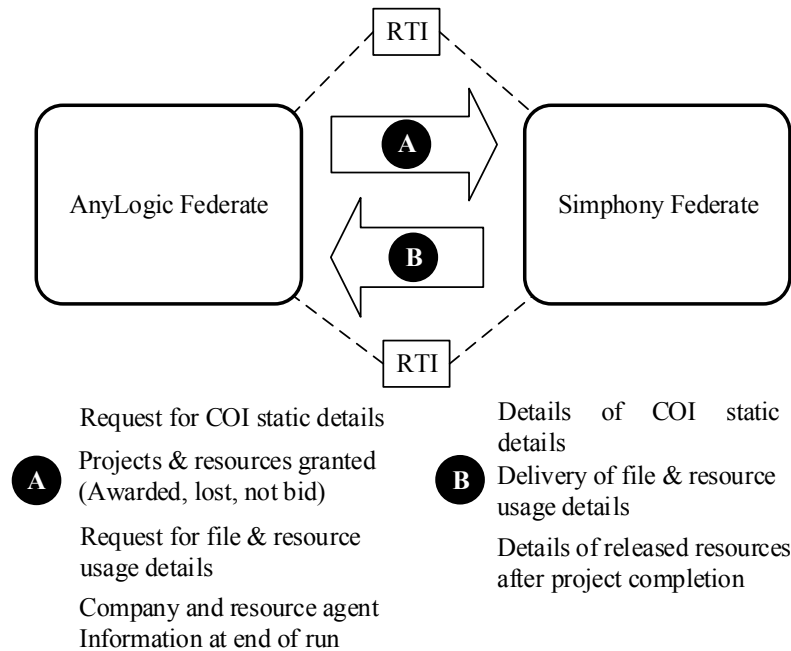 RTI
AnyLogic Federate
A
Simphony Federate
B
RTI
A
Request for COI static details
Projects & resources granted
(Awarded, lost, not bid)
Request for file & resource
usage details
Company and resource agent
Information at end of run
B
Details of COI static
details
Delivery of file & resource
usage details
Details of released resources
after project completion